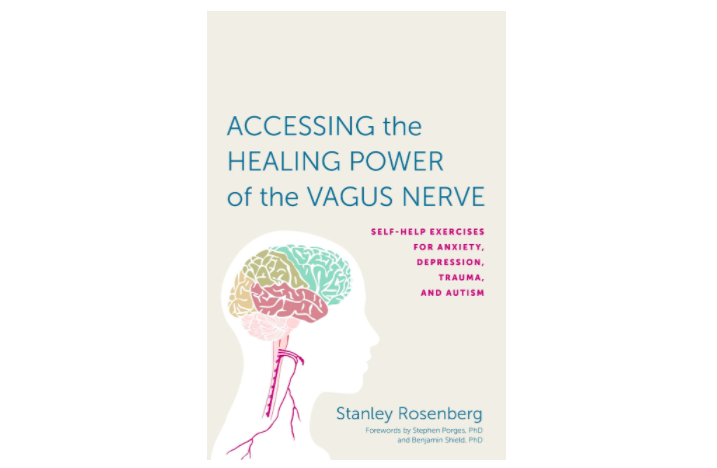 ACCESSING the
HEALING POWER
of the VAGUS NERVE
SELF-HELP EXERCISES
FOR ANXIETY,
DEPRESSION,
TRAUMA,
AND AUTISM
Stanley Rosenberg
Forewords by Stephen Porges, PhD
and Benjamin Shield, PhD